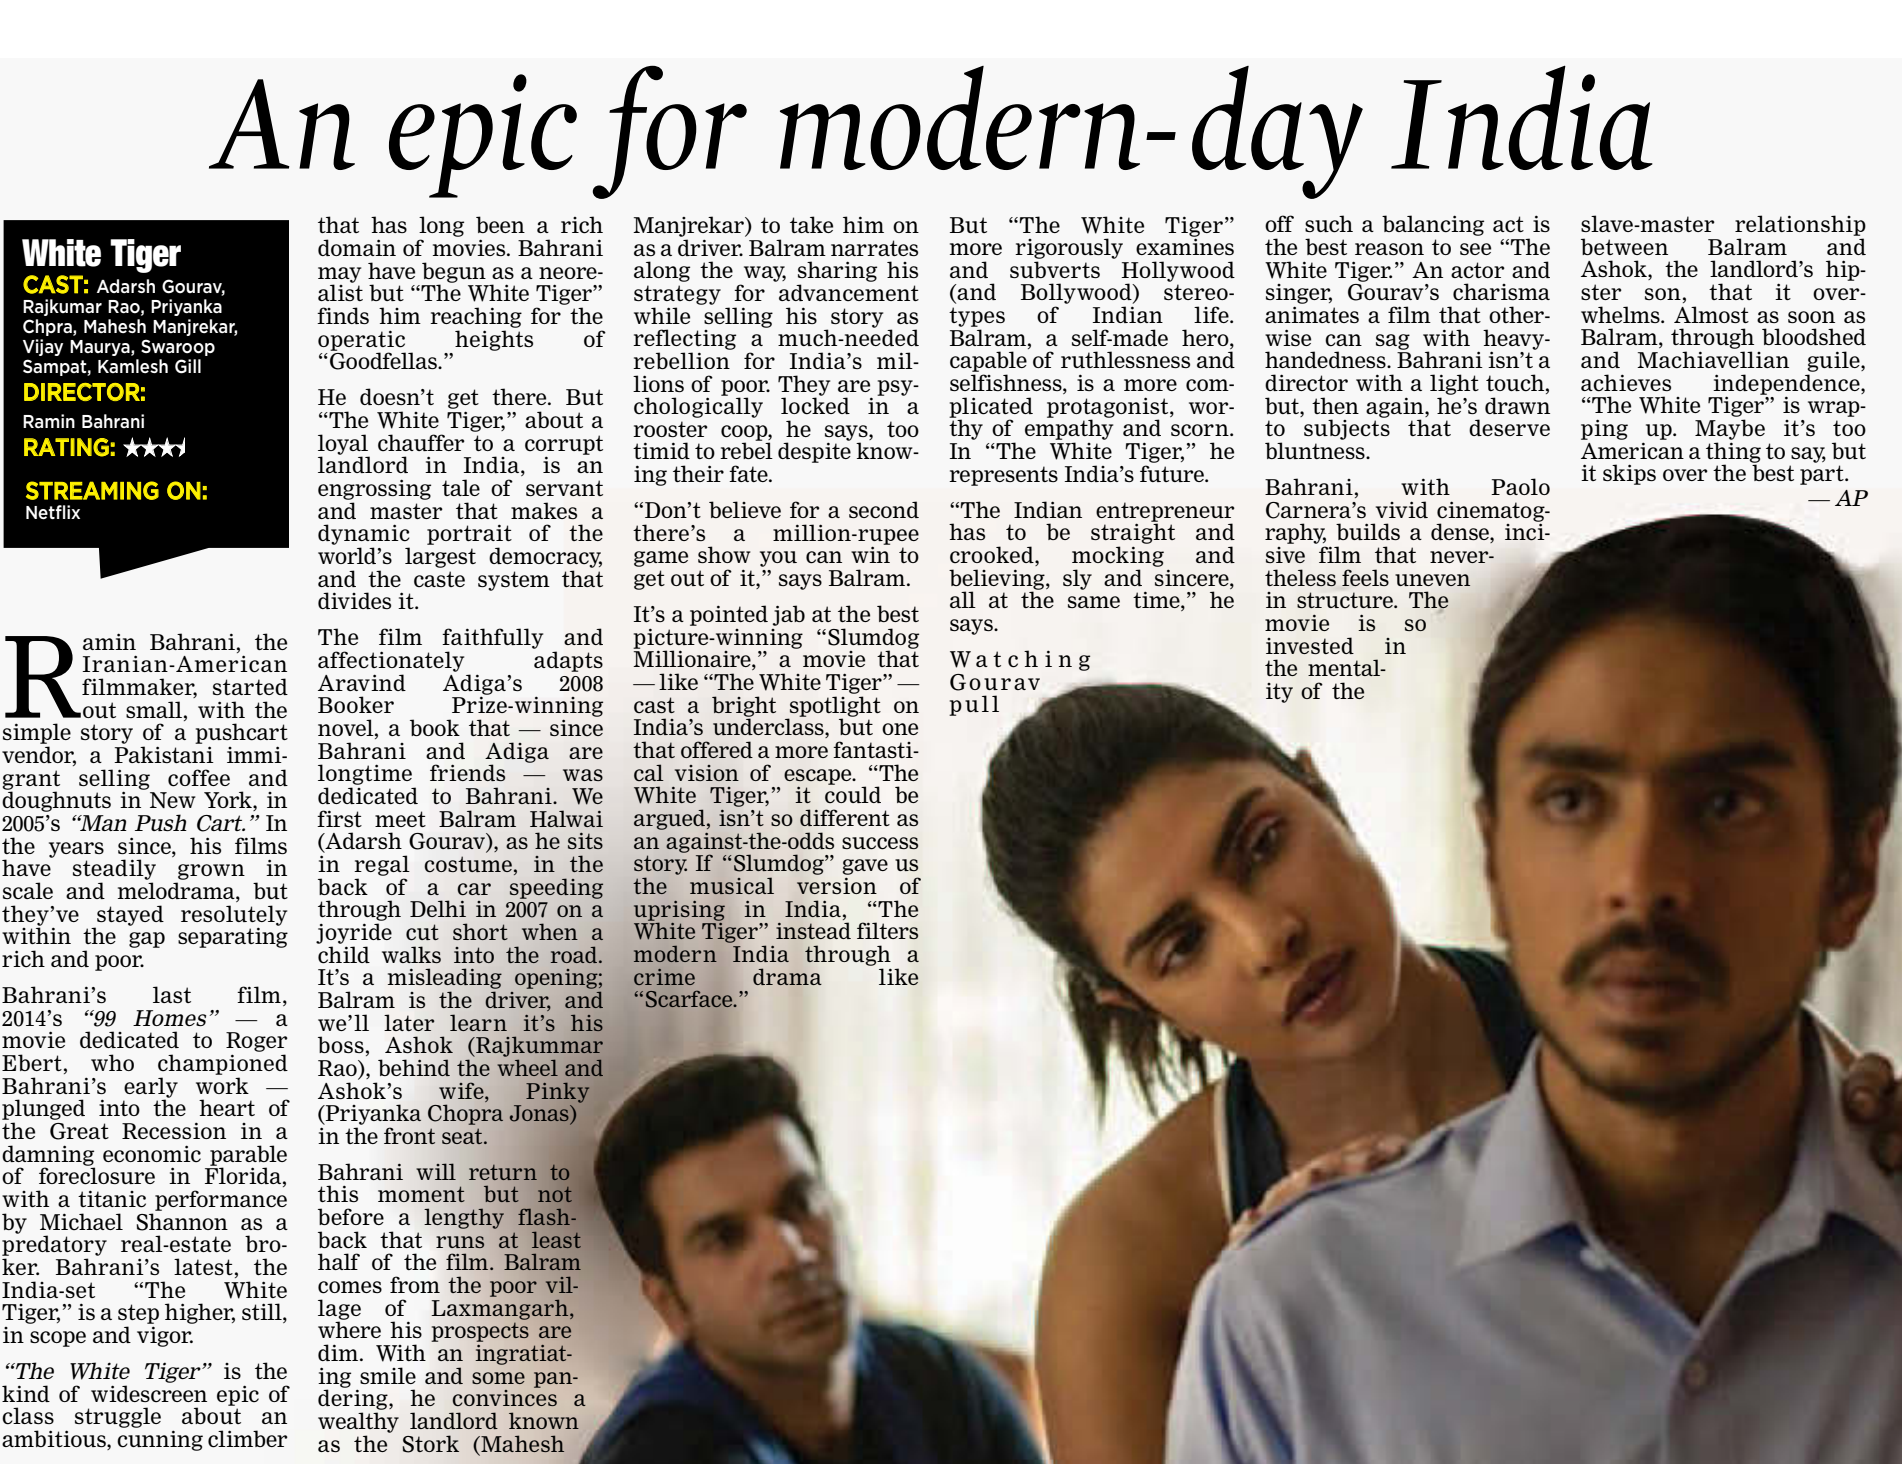 An epic for modern-day India
White Tiger
CAST: Adarsh Gourav,
Rajkumar Rao, Priyanka
Chpra, Mahesh Manjrekar,
Vijay Maurya, Swaroop
Sampat, Kamlesh Gill
DIRECTOR:
Ramin Bahrani
RATING:
STREAMING ON:
Netflix
Ramin Bahrani, the
Iranian-American
filmmaker, started
out small, with the
simple story of a pushcart
vendor, a Pakistani immi-
grant selling coffee and
doughnuts in New York, in
2005's “Man Push Cart.” In
the years since, his films
have steadily grown in
scale and melodrama, but
they've stayed resolutely
within the gap separating
rich and poor.
Bahrani's last film,
2014's “99 Homes” — a
movie dedicated to Roger
Ebert, who championed
Bahrani's early work —
plunged into the heart of
the Great Recession in a
damning economic parable
of foreclosure in Florida,
with a titanic performance
by Michael Shannon as a
predatory real-estate bro-
ker. Bahrani's latest, the
India-set “The White
Tiger,” is a step higher, still,
in scope and vigor.
“The White Tiger” is the
kind of widescreen epic of
class struggle about an
ambitious, cunning climber
that has long been a rich
domain of movies. Bahrani
may have begun as a neore-
alist but “The White Tiger”
finds him reaching for the
operatic heights of
“Goodfellas.”
He doesn't get there. But
“The White Tiger,” about a
loyal chauffer to a corrupt
landlord in India, is an
engrossing tale of servant
and master that makes a
dynamic portrait of the
world's largest democracy,
and the caste system that
divides it.
The film faithfully and
affectionately adapts
Aravind Adiga's 2008
Booker Prize-winning
novel, a book that — since
Bahrani and Adiga are
longtime friends — was
dedicated to Bahrani. We
first meet Balram Halwai
(Adarsh Gourav), as he sits
in regal costume, in the
back of a car speeding
through Delhi in 2007 on a
joyride cut short when a
child walks into the road.
It's a misleading opening;
Balram is the driver, and
we'll later learn it's his
boss, Ashok (Rajkummar
Rao), behind the wheel and
Ashok's wife, Pinky
(Priyanka Chopra Jonas)
in the front seat.
Bahrani will return to
this moment but not
before a lengthy flash-
back that runs at least
half of the film. Balram
comes from the poor vil-
lage of Laxmangarh,
where his prospects are
dim. With an ingratiat-
ing smile and some pan-
dering, he convinces a
wealthy landlord known
as the Stork (Mahesh
Manjrekar) to take him on
as a driver. Balram narrates
along the way, sharing his
strategy for advancement
while selling his story as
reflecting a much-needed
rebellion for India's mil-
lions of poor. They are psy-
chologically locked in a
rooster coop, he says, too
timid to rebel despite know-
ing their fate.
“Don't believe for a second
there's a million-rupee
game show you can win to
get out of it,” says Balram.
It's a pointed jab at the best
picture-winning “Slumdog
Millionaire,” a movie that
— like “The White Tiger” —
cast a bright spotlight on
India's underclass, but one
that offered a more fantasti-
cal vision of escape. “The
White Tiger,” it could be
argued, isn't so different as
an against-the-odds success
story. If “Slumdog” gave us
the musical version of
uprising in India, “The
White Tiger” instead filters
modern India through a
crime drama like
“Scarface.”
But “The White Tiger”
more rigorously examines
and subverts Hollywood
(and Bollywood) stereo-
types of Indian life.
Balram, a self-made hero,
capable of ruthlessness and
selfishness, is a more com-
plicated protagonist, wor-
thy of empathy and scorn.
In “The White Tiger,” he
represents India's future.
“The Indian entrepreneur
has to be straight and
crooked, mocking and
believing, sly and sincere,
all at the same time,” he
says.
Watching
Gourav
pull
off such a balancing act is
the best reason to see “The
White Tiger.” An actor and
singer, Gourav's charisma
animates a film that other-
wise can sag with heavy-
handedness. Bahrani isn't a
director with a light touch,
but, then again, he's drawn
to subjects that deserve
bluntness.
Bahrani, with Paolo
Carnera's vivid cinematog-
raphy, builds a dense, inci-
sive film that never-
theless feels uneven
in structure. The
movie is so
invested in
the mental-
ity of the
slave-master relationship
between Balram and
Ashok, the landlord's hip-
ster son, that it over-
whelms. Almost as soon as
Balram, through bloodshed
and Machiavellian guile,
achieves independence,
“The White Tiger” is wrap-
ping up. Maybe it's too
American a thing to say, but
it skips over the best part.
— AP